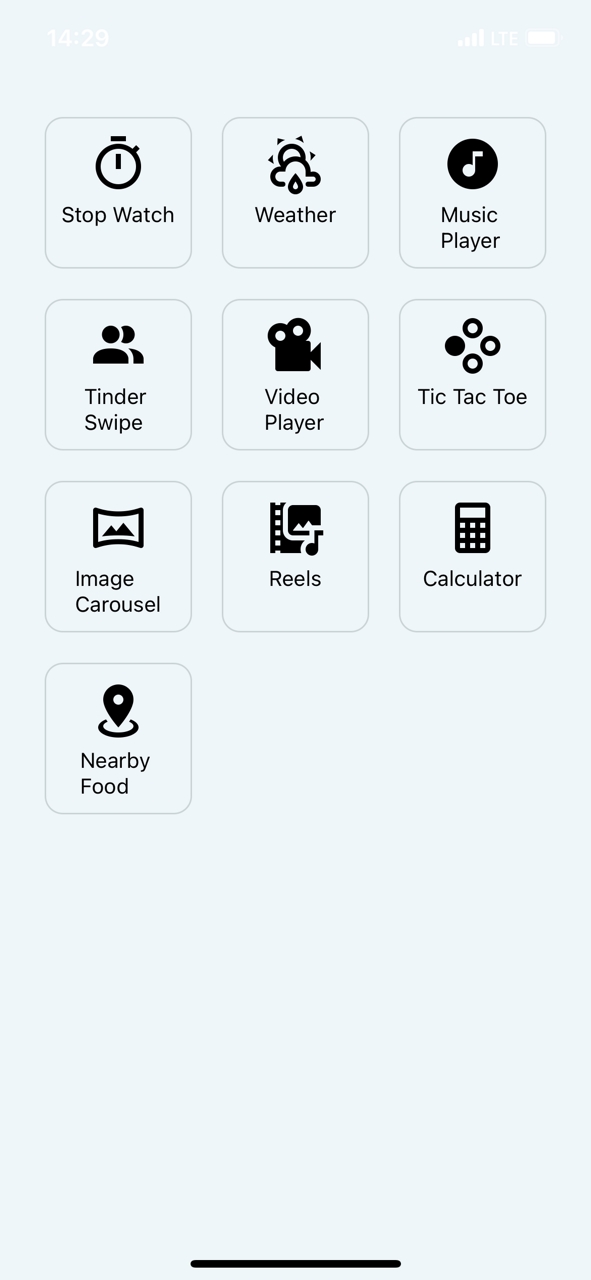 14:29 LTE
Stop Watch
Weather
Music
Player
Tinder
Swipe
Video
Player
Tic Tac Toe
Image
Carousel
Reels
Calculator
Nearby
Food